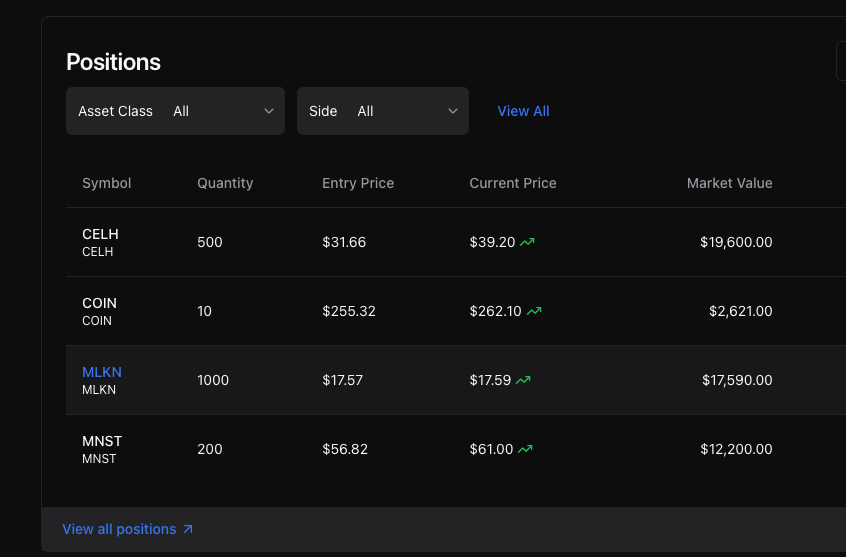 Positions
Asset Class All Side All View All
Symbol Quantity Entry Price Current Price Market Value
CELH
CELH 500 $31.66 $39.20 $19,600.00
COIN
COIN 10 $255.32 $262.10 $2,621.00
MLKN
MLKN 1000 $17.57 $17.59 $17,590.00
MNST
MNST 200 $56.82 $61.00 $12,200.00
View all positions